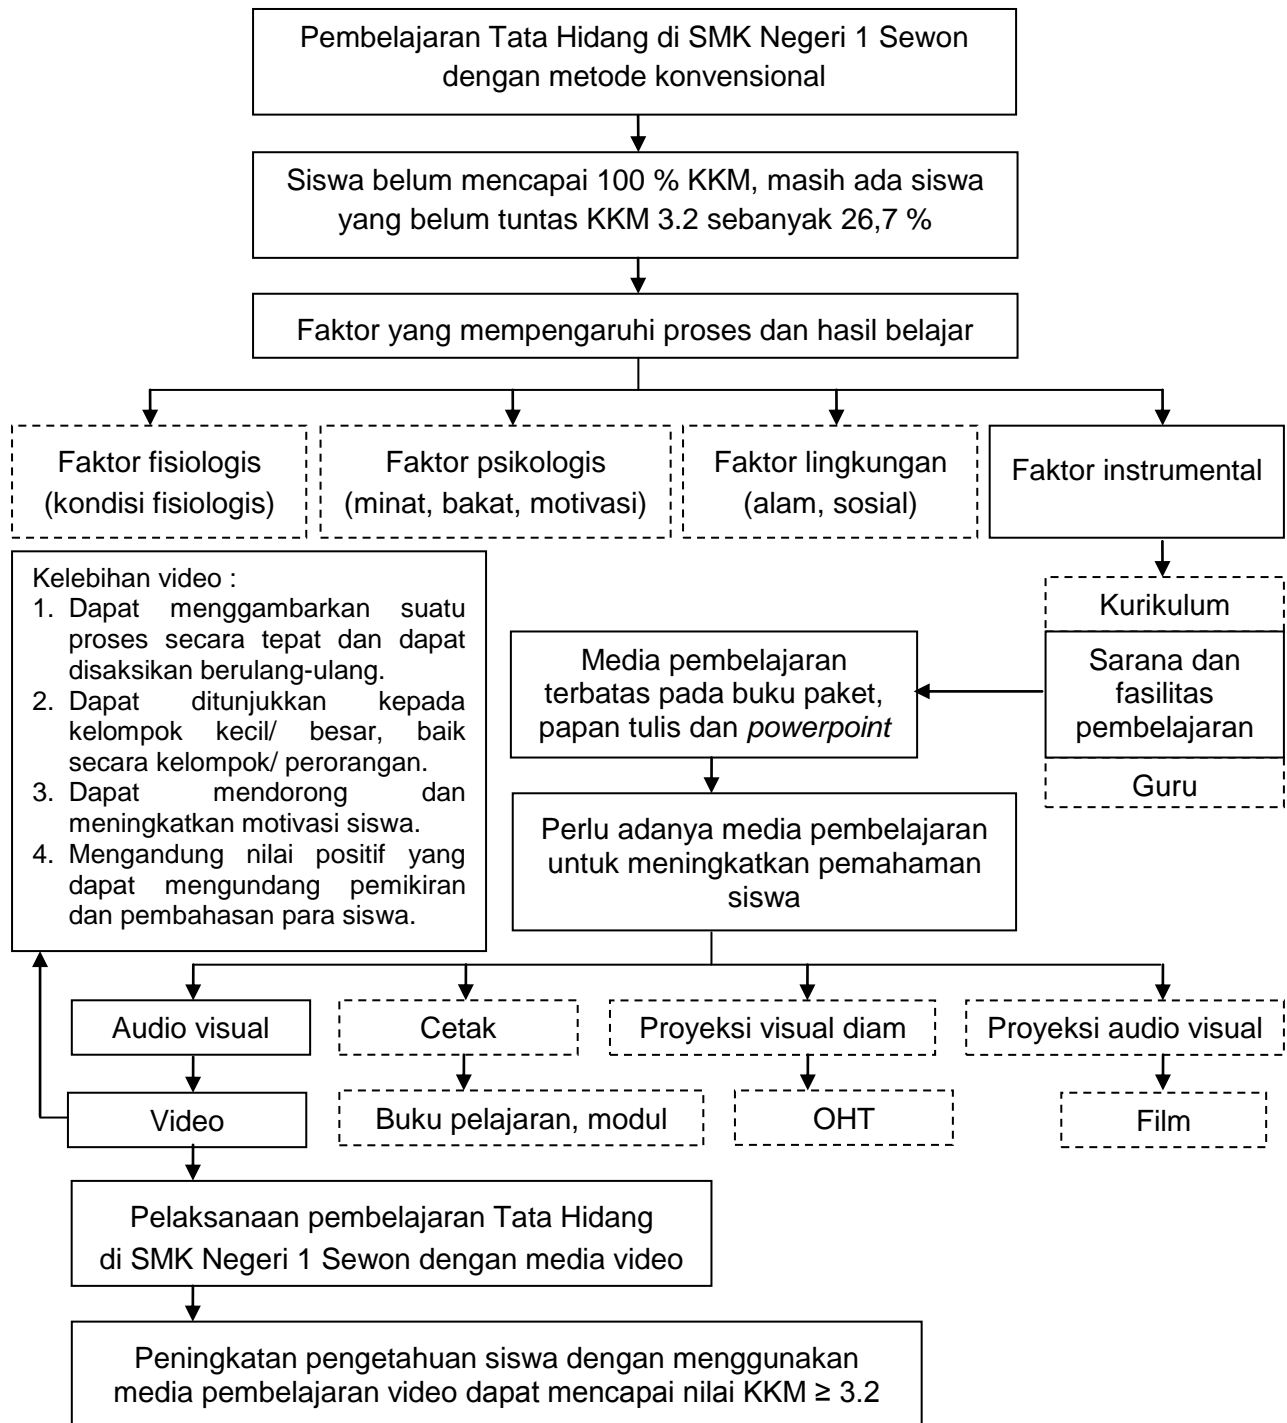 Pembelajaran Tata Hidang di SMK Negeri 1 Sewon
dengan metode konvensional
Siswa belum mencapai 100 % KKM, masih ada siswa
yang belum tuntas KKM 3.2 sebanyak 26,7 %
Faktor yang mempengaruhi proses dan hasil belajar
Faktor fisiologis
(kondisi fisiologis)
Faktor psikologis
(minat, bakat, motivasi)
Faktor lingkungan
(alam, sosial)
Faktor instrumental
Kelebihan video :
1. Dapat menggambarkan suatu
proses secara tepat dan dapat
disaksikan berulang-ulang.
2. Dapat ditunjukkan kepada
kelompok kecil/ besar, baik
secara kelompok/ perorangan.
3. Dapat mendorong dan
meningkatkan motivasi siswa.
4. Mengandung nilai positif yang
dapat mengundang pemikiran
dan pembahasan para siswa.
Kurikulum
Sarana dan
fasilitas
pembelajaran
Guru
Media pembelajaran
terbatas pada buku paket,
papan tulis dan powerpoint
Perlu adanya media pembelajaran
untuk meningkatkan pemahaman
siswa
Audio visual
Cetak
Proyeksi visual diam
Proyeksi audio visual
Video
Buku pelajaran, modul
OHT
Film
Pelaksanaan pembelajaran Tata Hidang
di SMK Negeri 1 Sewon dengan media video
Peningkatan pengetahuan siswa dengan menggunakan
media pembelajaran video dapat mencapai nilai KKM ≥ 3.2